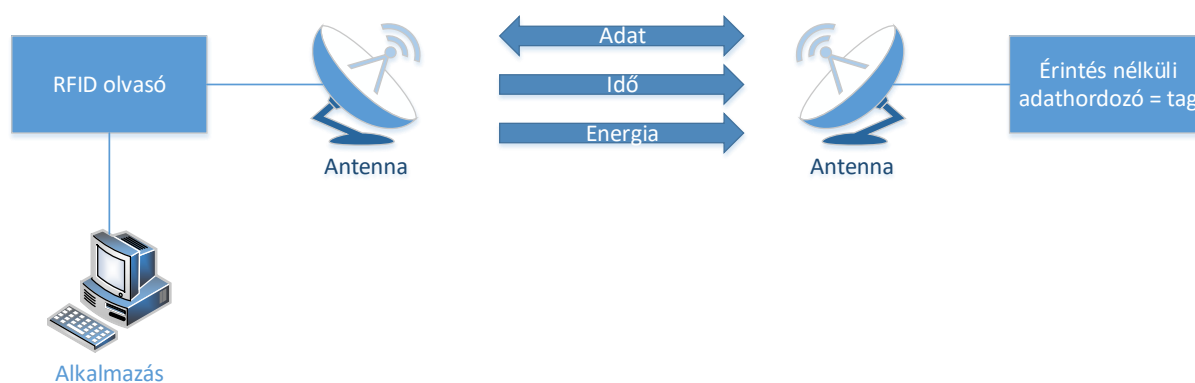 Adat
RFID olvasó
Idő
Érintés nélküli
adathordozó = tag
Energia
Antenna
Antenna
Alkalmazás